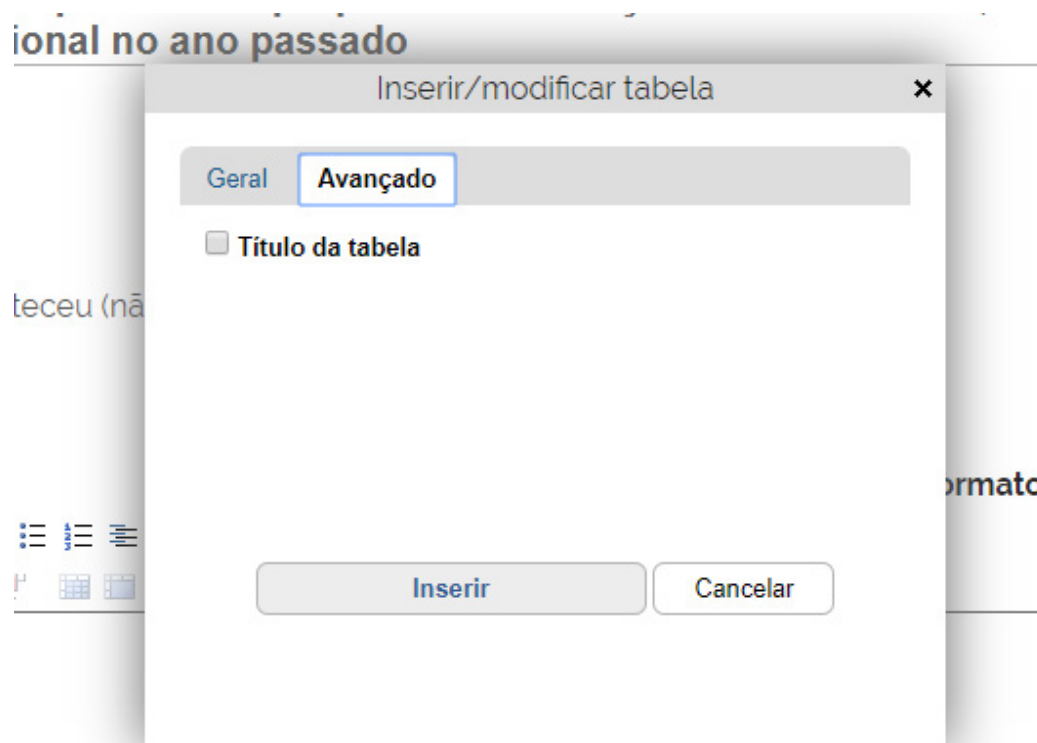 ional no ano passado
Inserir/modificar tabela ×
Geral Avançado
Título da tabela
teceu (nã
ormato
Inserir Cancelar